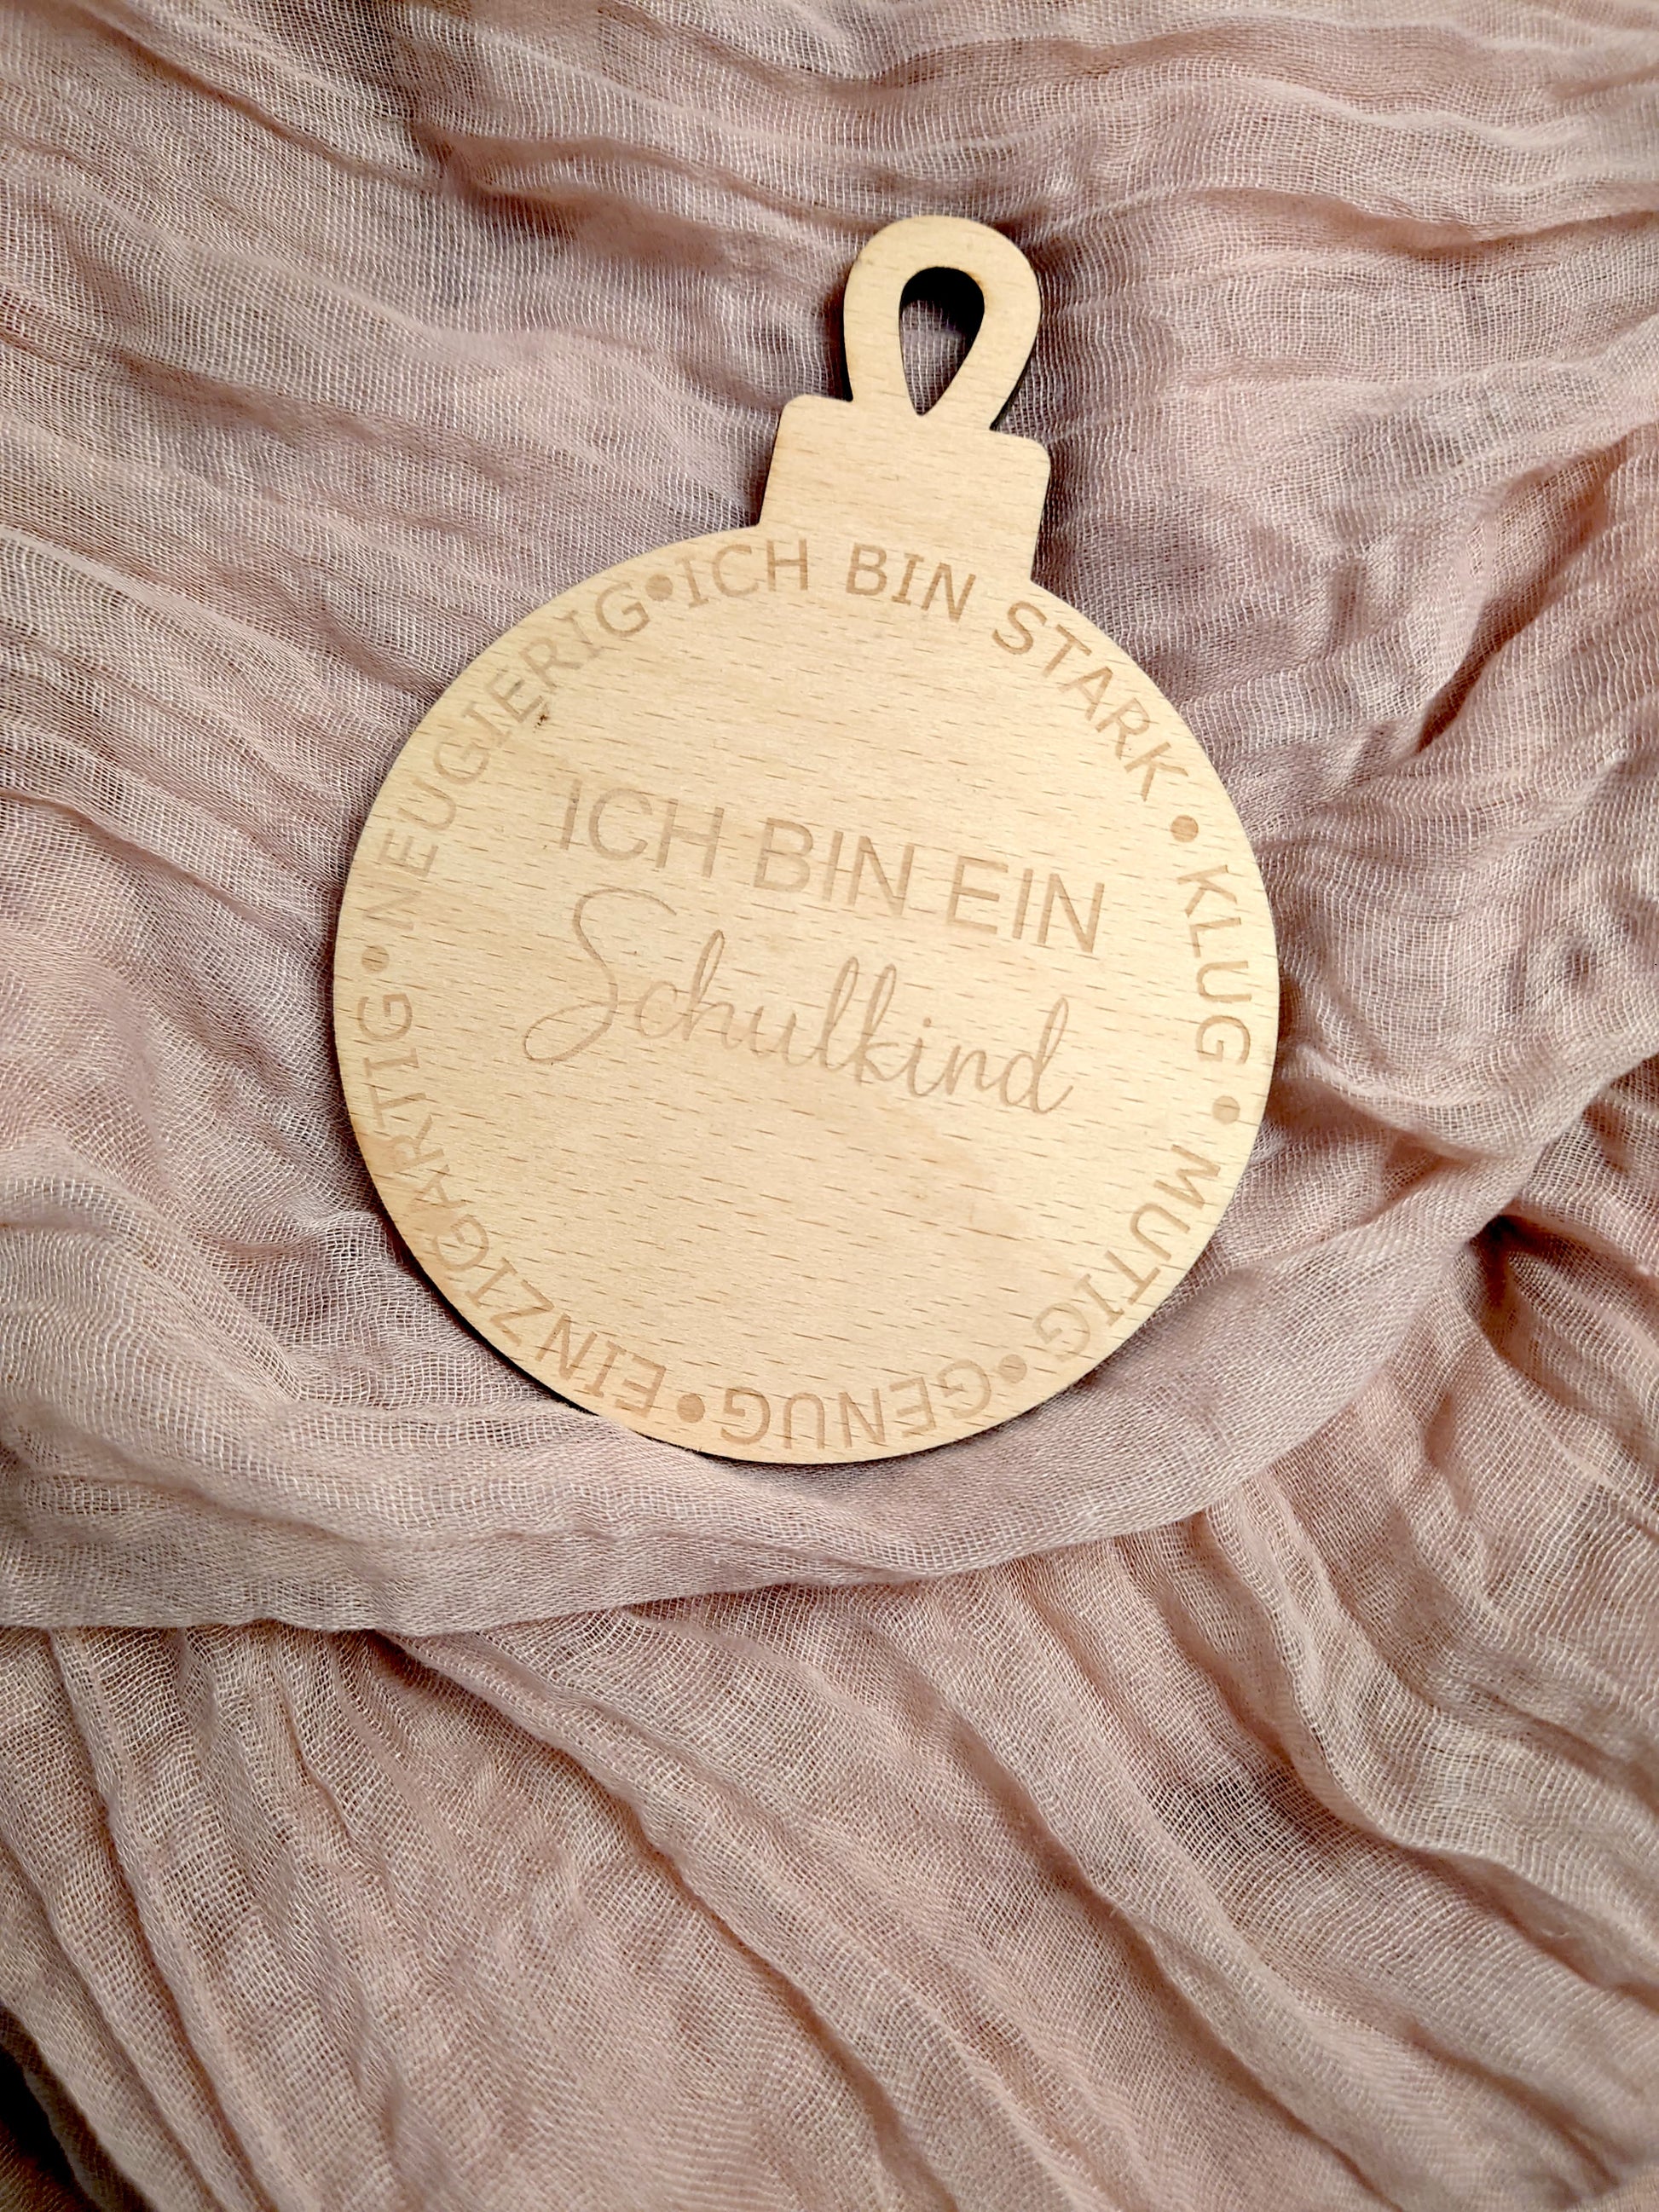 ICH BIN STARK • KLUG • MUTIG • GENUG • EINZIGARTIG • NEUGIERIG •
ICH BIN EIN
Schulkind